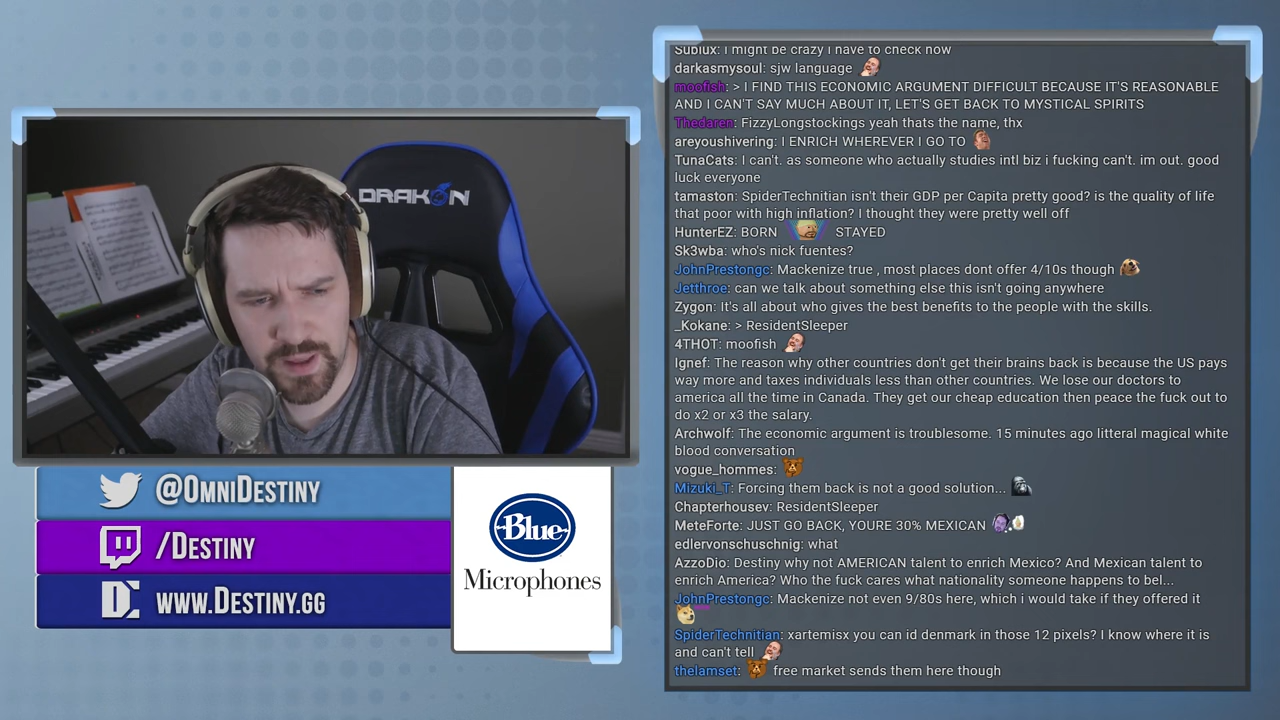 DRAKON
@OmniDestiny
/Destiny
www.Destiny.gg
Blue
Microphones
Sublux: I might be crazy I have to check now
darkasmysoul: sjw language
moofish: > I FIND THIS ECONOMIC ARGUMENT DIFFICULT BECAUSE IT'S REASONABLE
AND I CAN'T SAY MUCH ABOUT IT, LET'S GET BACK TO MYSTICAL SPIRITS
Thedaren: FizzyLongstockings yeah thats the name, thx
areyoushivering: I ENRICH WHEREVER I GO TO
TunaCats: I can't. as someone who actually studies intl biz i fucking can't. im out. good
luck everyone
tamaston: SpiderTechnitian isn't their GDP per Capita pretty good? is the quality of life
that poor with high inflation? I thought they were pretty well off
HunterEZ: BORN STAYED
Sk3wba: who's nick fuentes?
JohnPrestongc: Mackenize true , most places dont offer 4/10s though
Jetthroe: can we talk about something else this isn't going anywhere
Zygon: It's all about who gives the best benefits to the people with the skills.
_Kokane: > ResidentSleeper
4THOT: moofish
Ignef: The reason why other countries don't get their brains back is because the US pays
way more and taxes individuals less than other countries. We lose our doctors to
america all the time in Canada. They get our cheap education then peace the fuck out to
do x2 or x3 the salary.
Archwolf: The economic argument is troublesome. 15 minutes ago litteral magical white
blood conversation
vogue_hommes:
Mizuki_T: Forcing them back is not a good solution...
Chapterhousev: ResidentSleeper
MeteForte: JUST GO BACK, YOURE 30% MEXICAN
edlervonschuschnig: what
AzzoDio: Destiny why not AMERICAN talent to enrich Mexico? And Mexican talent to
enrich America? Who the fuck cares what nationality someone happens to bel...
JohnPrestongc: Mackenize not even 9/80s here, which i would take if they offered it
SpiderTechnitian: xartemisx you can id denmark in those 12 pixels? I know where it is
and can't tell
thelamset: free market sends them here though